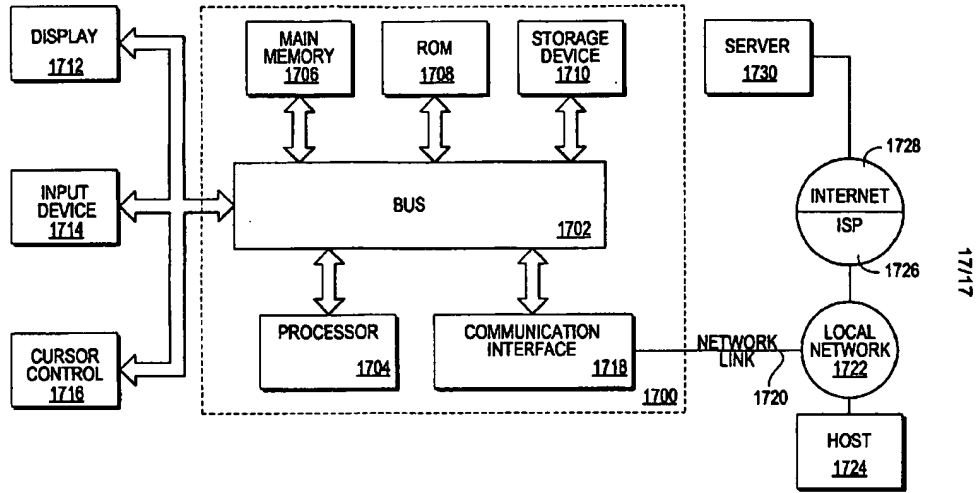 DISPLAY
1712
INPUT
DEVICE
1714
CURSOR
CONTROL
1716
MAIN
MEMORY
1706
ROM
1708
STORAGE
DEVICE
1710
BUS
1702
PROCESSOR
1704
COMMUNICATION
INTERFACE
1718
1700
SERVER
1730
1728
INTERNET
ISP
1726
NETWORK
LINK
1720
LOCAL
NETWORK
1722
HOST
1724
17/17